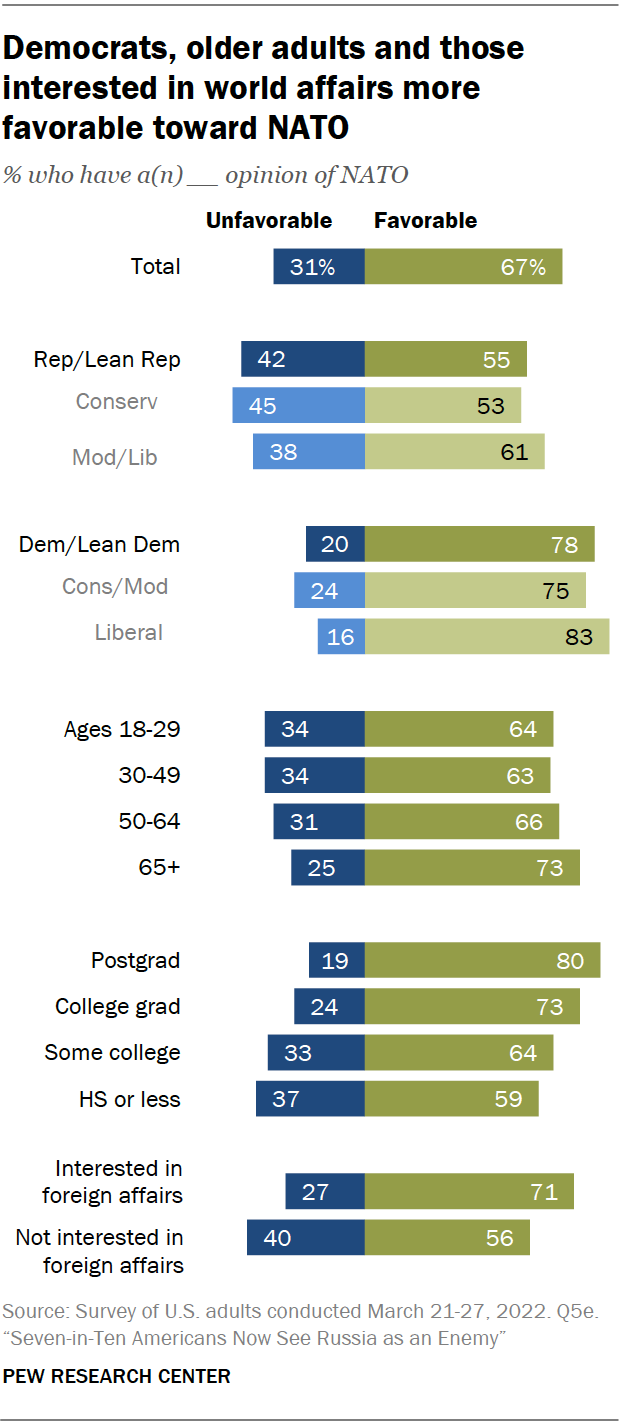 Democrats, older adults and those
interested in world affairs more
favorable toward NATO
% who have a(n) __ opinion of NATO
Unfavorable Favorable
Total 31% 67%
Rep/Lean Rep 42 55
Conserv 45 53
Mod/Lib 38 61
Dem/Lean Dem 20 78
Cons/Mod 24 75
Liberal 16 83
Ages 18-29 34 64
30-49 34 63
50-64 31 66
65+ 25 73
Postgrad 19 80
College grad 24 73
Some college 33 64
HS or less 37 59
Interested in
foreign affairs 27 71
Not interested in
foreign affairs 40 56
Source: Survey of U.S. adults conducted March 21-27, 2022. Q5e.
“Seven-in-Ten Americans Now See Russia as an Enemy”
PEW RESEARCH CENTER